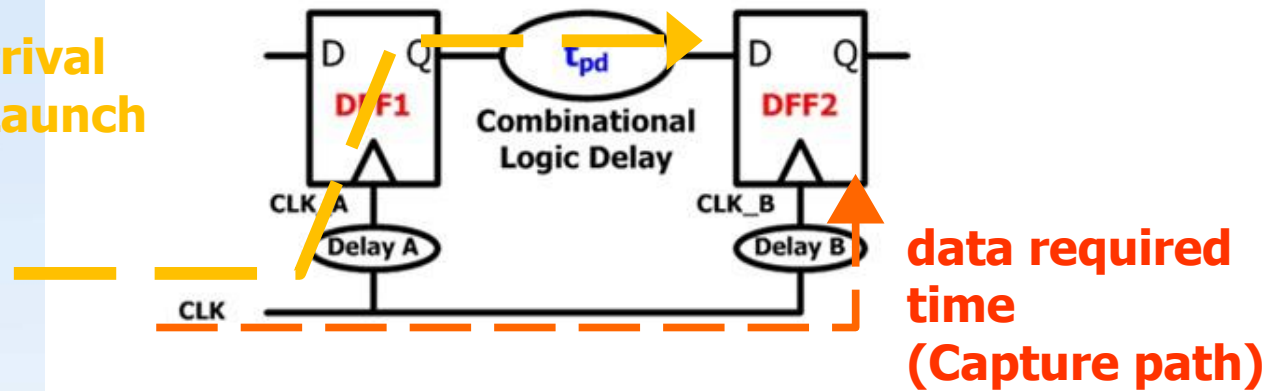 rival
aunch
D Q
DFF1
τpd
Combinational
Logic Delay
D Q
DFF2
CLK_A
CLK_B
Delay A
Delay B
CLK
data required
time
(Capture path)